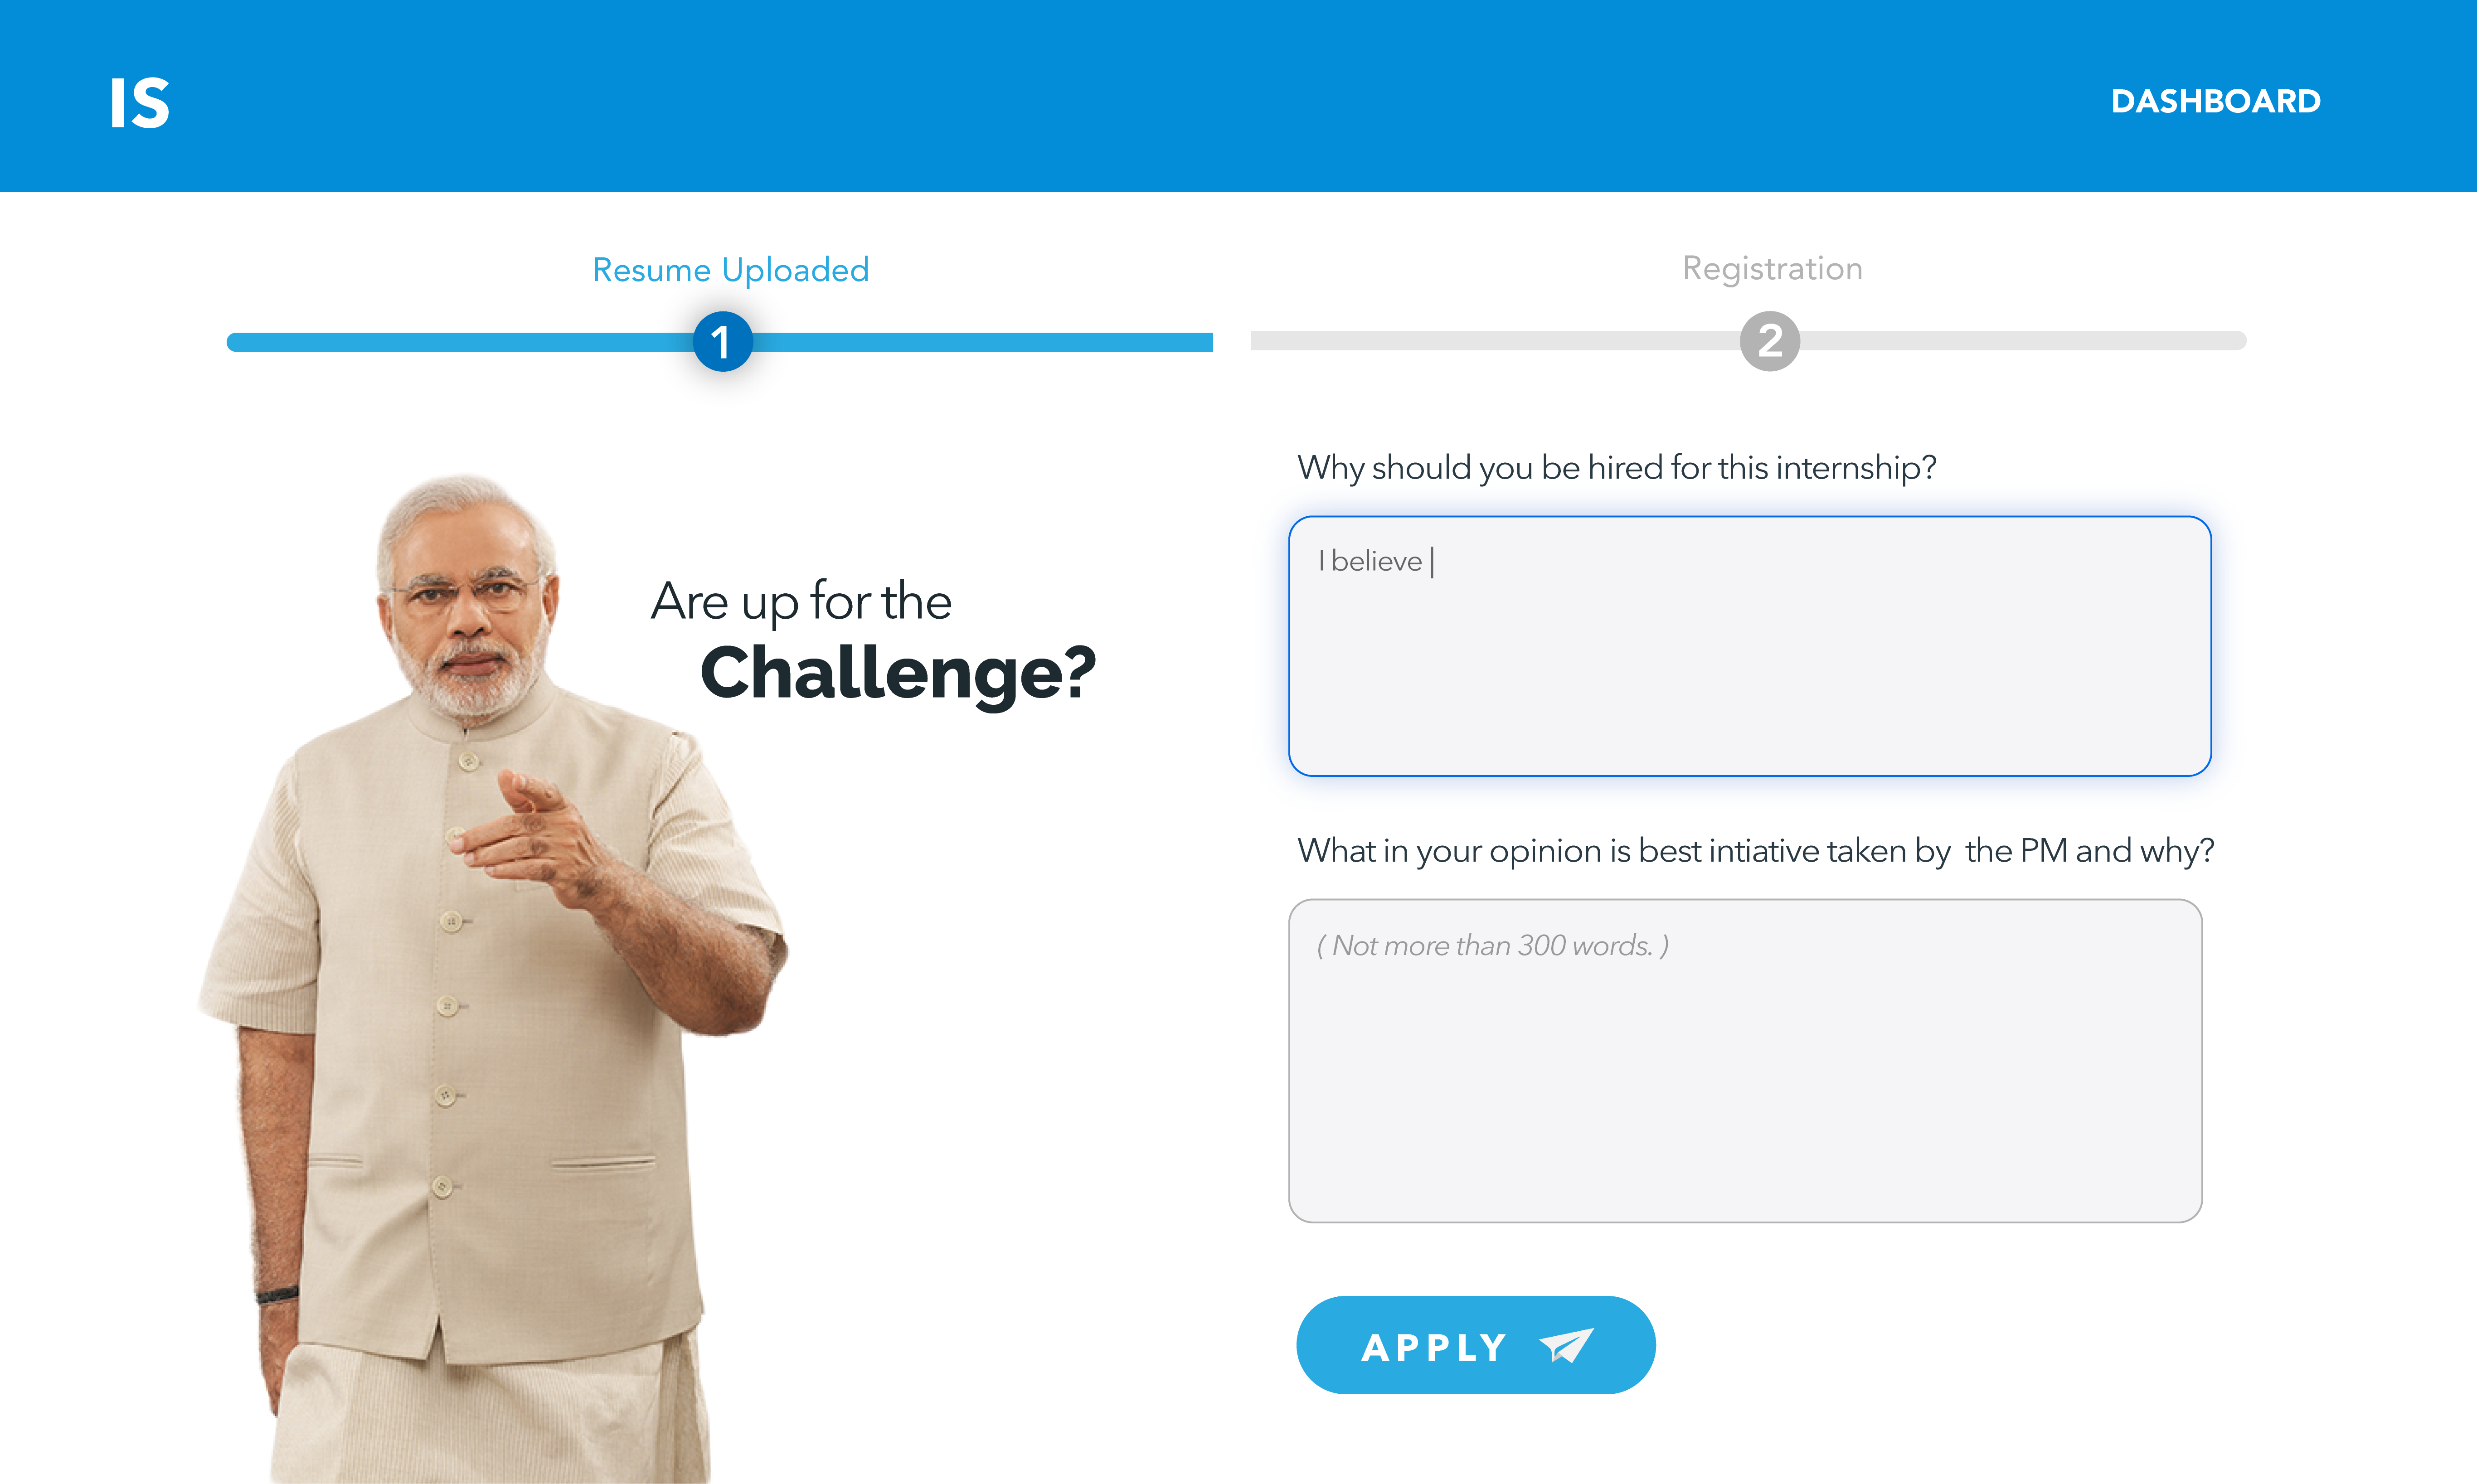 IS
DASHBOARD
Resume Uploaded
1
Registration
2
Are up for the
Challenge?
Why should you be hired for this internship?
I believe
What in your opinion is best intiative taken by the PM and why?
( Not more than 300 words. )
APPLY